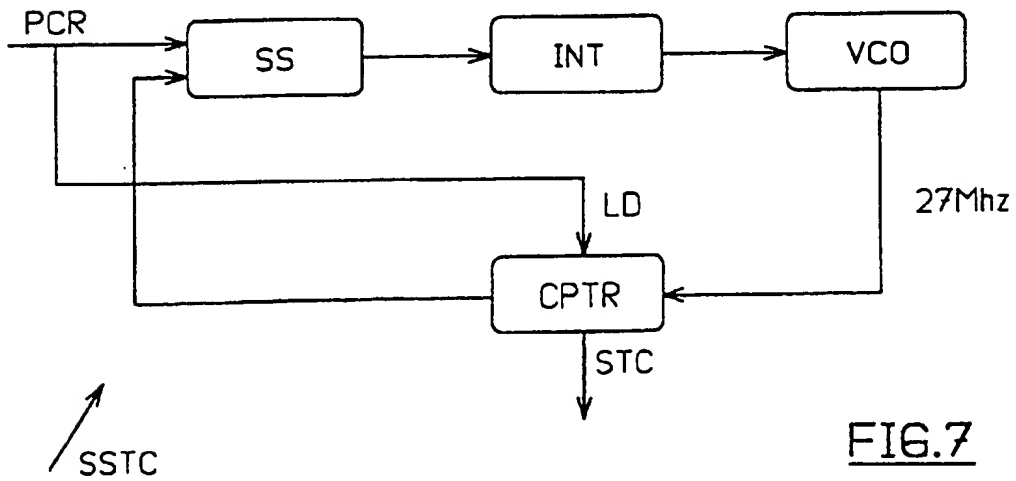 PCR
SS
INT
VCO
LD
27Mhz
CPTR
STC
SSTC
FIG.7